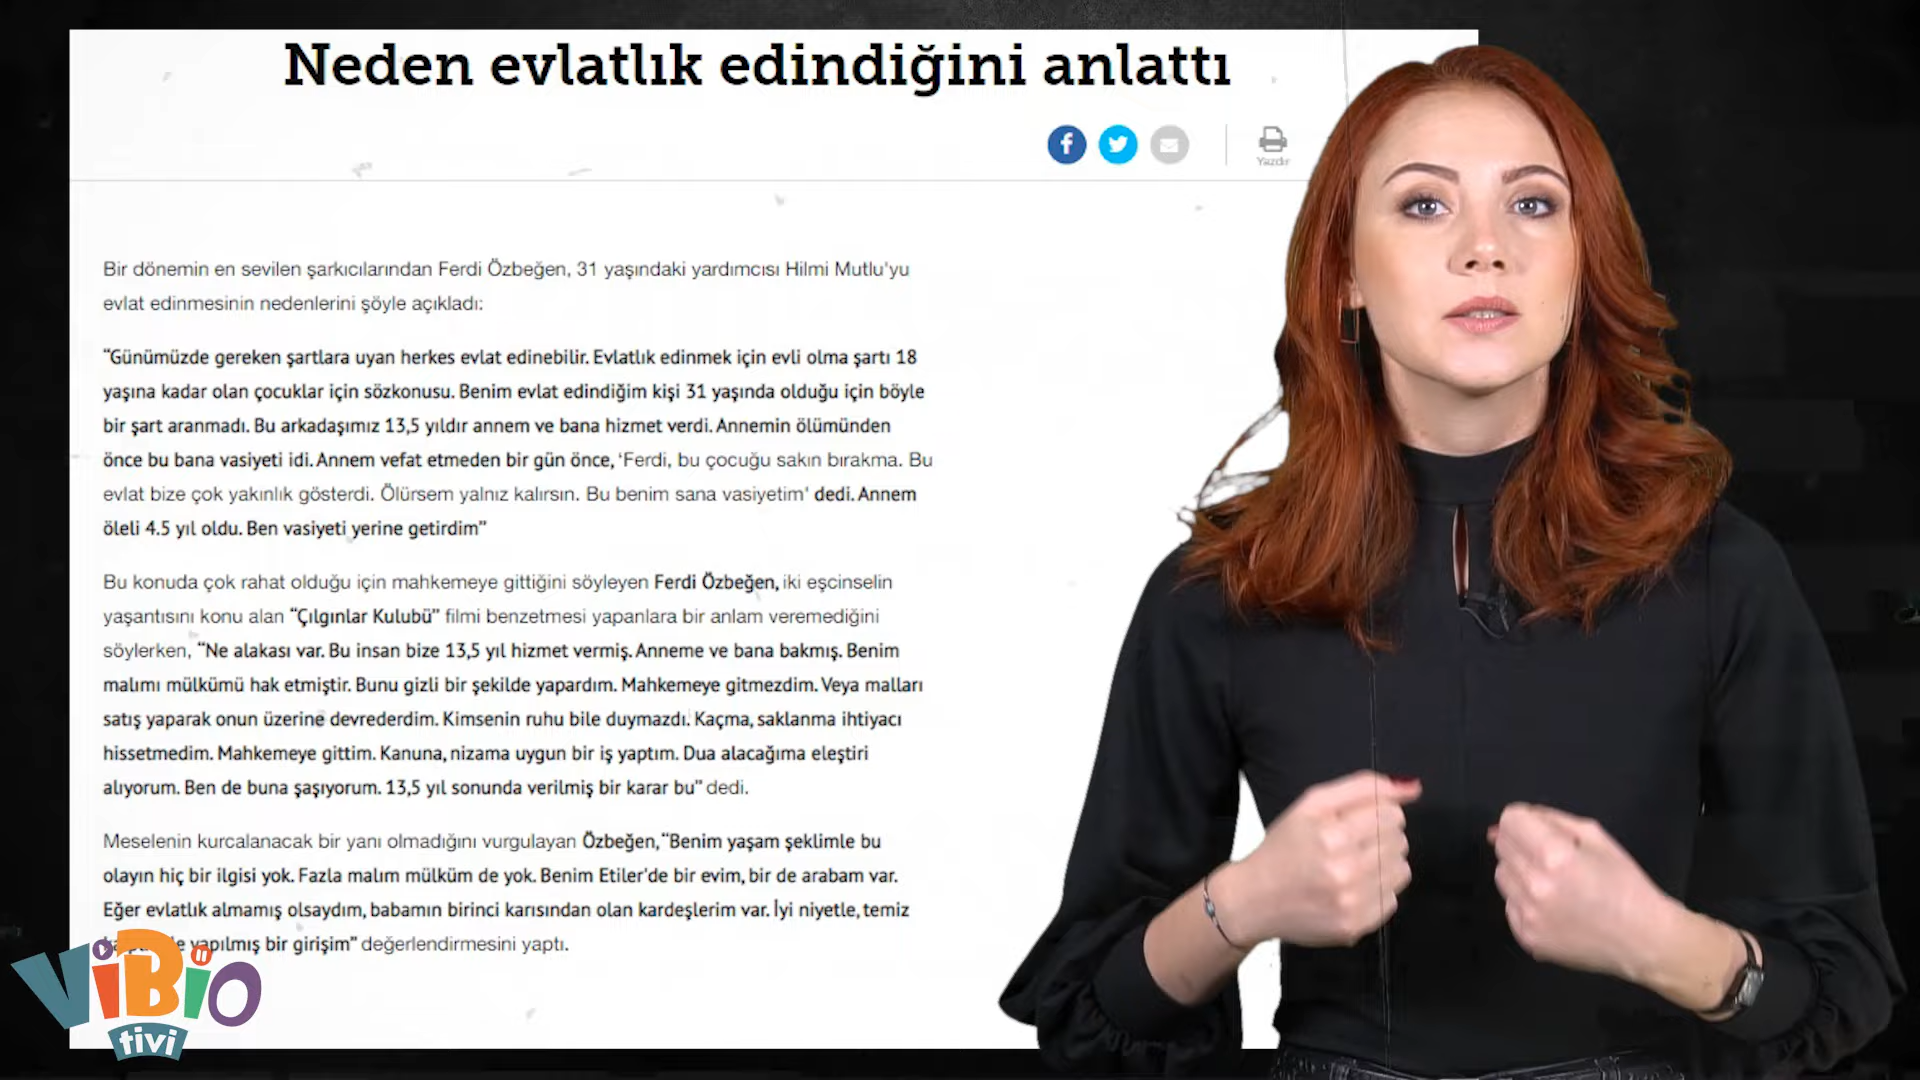 Neden evlatlık edindiğini anlattı
f
Yazdır
Bir dönemin en sevilen şarkıcılarından Ferdi Özbeğen, 31 yaşındaki yardımcısı Hilmi Mutlu'yu
evlat edinmesinin nedenlerini şöyle açıkladı:
“Günümüzde gereken şartlara uyan herkes evlat edinebilir. Evlatlık edinmek için evli olma şartı 18
yaşına kadar olan çocuklar için sözkonusu. Benim evlat edindiğim kişi 31 yaşında olduğu için böyle
bir şart aranmadı. Bu arkadaşımız 13,5 yıldır annem ve bana hizmet verdi. Annemin ölümünden
önce bu bana vasiyeti idi. Annem vefat etmeden bir gün önce, ‘Ferdi, bu çocuğu sakın bırakma. Bu
evlat bize çok yakınlık gösterdi. Ölürsem yalnız kalırsın. Bu benim sana vasiyetim' dedi. Annem
öleli 4.5 yıl oldu. Ben vasiyeti yerine getirdim”
Bu konuda çok rahat olduğu için mahkemeye gittiğini söyleyen Ferdi Özbeğen, iki eşcinselin
yaşantısını konu alan “Çılgınlar Kulubü” filmi benzetmesi yapanlara bir anlam veremediğini
söylerken, “Ne alakası var. Bu insan bize 13,5 yıl hizmet vermiş. Anneme ve bana bakmış. Benim
malımı mülkümü hak etmiştir. Bunu gizli bir şekilde yapardım. Mahkemeye gitmezdim. Veya malları
satış yaparak onun üzerine devrederdim. Kimsenin ruhu bile duymazdı. Kaçma, saklanma ihtiyacı
hissetmedim. Mahkemeye gittim. Kanuna, nizama uygun bir iş yaptım. Dua alacağıma eleştiri
alıyorum. Ben de buna şaşıyorum. 13,5 yıl sonunda verilmiş bir karar bu” dedi.
Meselenin kurcalanacak bir yanı olmadığını vurgulayan Özbeğen, “Benim yaşam şeklimle bu
olayın hiç bir ilgisi yok. Fazla malım mülküm de yok. Benim Etiler'de bir evim, bir de arabam var.
Eğer evlatlık almamış olsaydım, babamın birinci karısından olan kardeşlerim var. İyi niyetle, temiz
yapılmış bir girişim” değerlendirmesini yaptı.
ViBiO
tivi